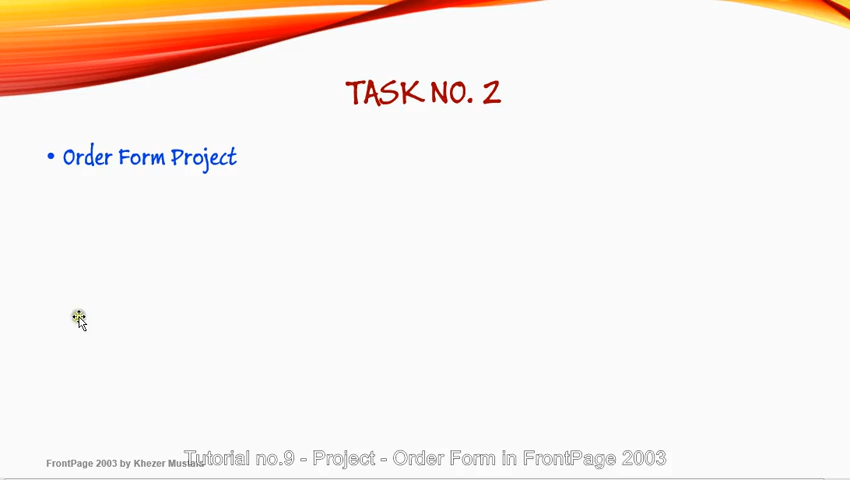 TASK NO. 2
• Order Form Project
FrontPage 2003 by Khezer
Tutorial no.9 - Project - Order Form in FrontPage 2003